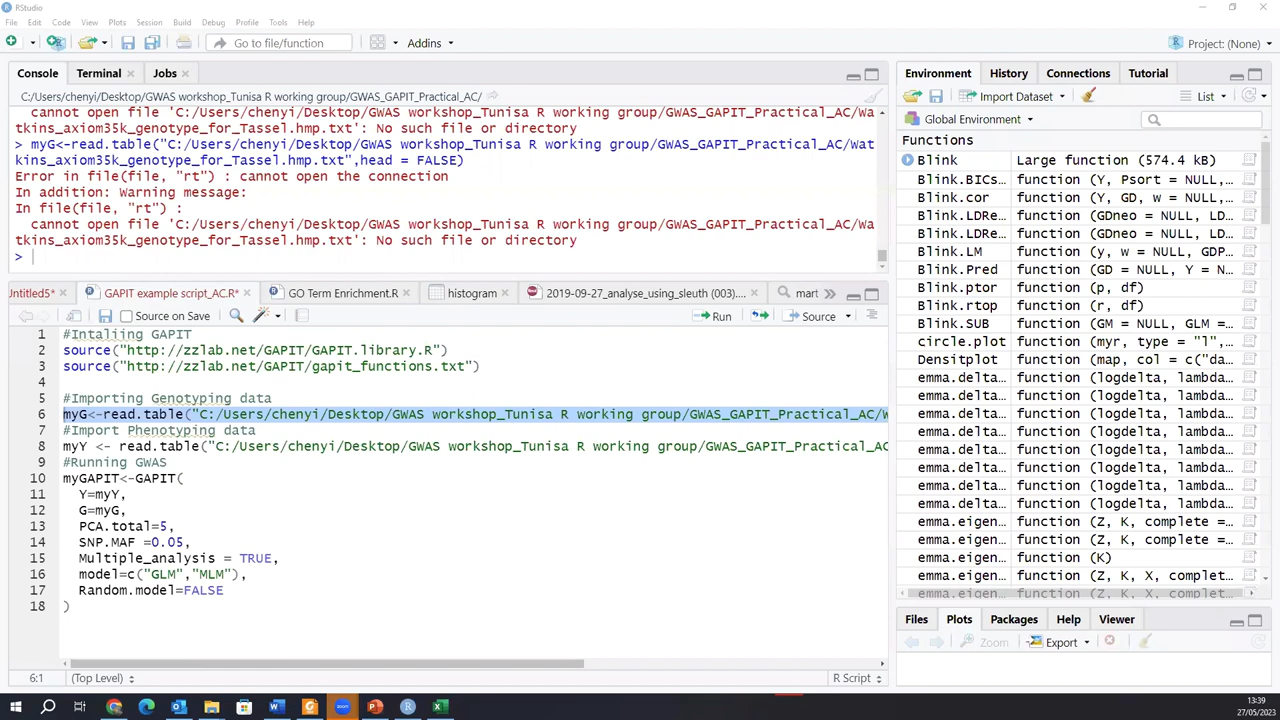 RStudio
File Edit Code View Plots Session Build Debug Profile Tools Help
Go to file/function Addins Project: (None)
Console Terminal Jobs
C:/Users/chenyi/Desktop/GWAS workshop_Tunisa R working group/GWAS_GAPIT_Practical_AC/
cannot open file 'C:/Users/chenyi/Desktop/GWAS workshop_Tunisa R working group/GWAS_GAPIT_Practical_AC/Wa
tkins_axiom35k_genotype_for_Tassel.hmp.txt': No such file or directory
> myG<-read.table("C:/Users/chenyi/Desktop/GWAS workshop_Tunisa R working group/GWAS_GAPIT_Practical_AC/Wat
kins_axiom35k_genotype_for_Tassel.hmp.txt",head = FALSE)
Error in file(file, "rt") : cannot open the connection
In addition: Warning message:
In file(file, "rt") :
cannot open file 'C:/Users/chenyi/Desktop/GWAS workshop_Tunisa R working group/GWAS_GAPIT_Practical_AC/Wa
tkins_axiom35k_genotype_for_Tassel.hmp.txt': No such file or directory
>
Untitled5* GAPIT example script_AC.R* GO Term Enrichment.R histogram 2019-09-27_analyse_using_sleuth (003).... mart
Source on Save Run Source
1 #Intaliing GAPIT
2 source("http://zzlab.net/GAPIT/GAPIT.library.R")
3 source("http://zzlab.net/GAPIT/gapit_functions.txt")
4
5 #Importing Genotyping data
6 myG<-read.table("C:/Users/chenyi/Desktop/GWAS workshop_Tunisa R working group/GWAS_GAPIT_Practical_AC/W
7 #Import Phenotyping data
8 myY <- read.table("C:/Users/chenyi/Desktop/GWAS workshop_Tunisa R working group/GWAS_GAPIT_Practical_AC
9 #Running GWAS
10 myGAPIT<-GAPIT(
11 Y=myY,
12 G=myG,
13 PCA.total=5,
14 SNP.MAF =0.05,
15 Multiple_analysis = TRUE,
16 model=c("GLM","MLM"),
17 Random.model=FALSE
18 )
6:1 (Top Level) R Script
Environment History Connections Tutorial
Import Dataset List
Global Environment
Functions
Blink Large function (574.4 kB)
Blink.BICs… function (Y, Psort = NULL,…
Blink.cor function (Y, GD, w = NULL,…
Blink.LDRe… function (GDneo = NULL, LD…
Blink.LDRe… function (GDneo = NULL, LD…
Blink.LM function (y, w = NULL, GDP…
Blink.Pred function (GD = NULL, Y = N…
Blink.ptor function (p, df)
Blink.rtop function (r, df)
Blink.SUB function (GM = NULL, GLM =…
circle.plot function (myr, type = "l",…
Densitplot function (map, col = c("da…
emma.delta… function (logdelta, lambda…
emma.delta… function (logdelta, lambda…
emma.delta… function (logdelta, lambda…
emma.delta… function (logdelta, lambda…
emma.delta… function (logdelta, lambda…
emma.delta… function (logdelta, lambda…
emma.delta… function (logdelta, lambda…
emma.delta… function (logdelta, lambda…
emma.eigen… function (Z, K, complete =…
emma.eigen… function (Z, K, complete =…
emma.eigen… function (K)
emma.eigen… function (Z, K, X, complet…
emma.eigen… function (Z, K, X, complet…
Files Plots Packages Help Viewer
Zoom Export
13:39
27/05/2023